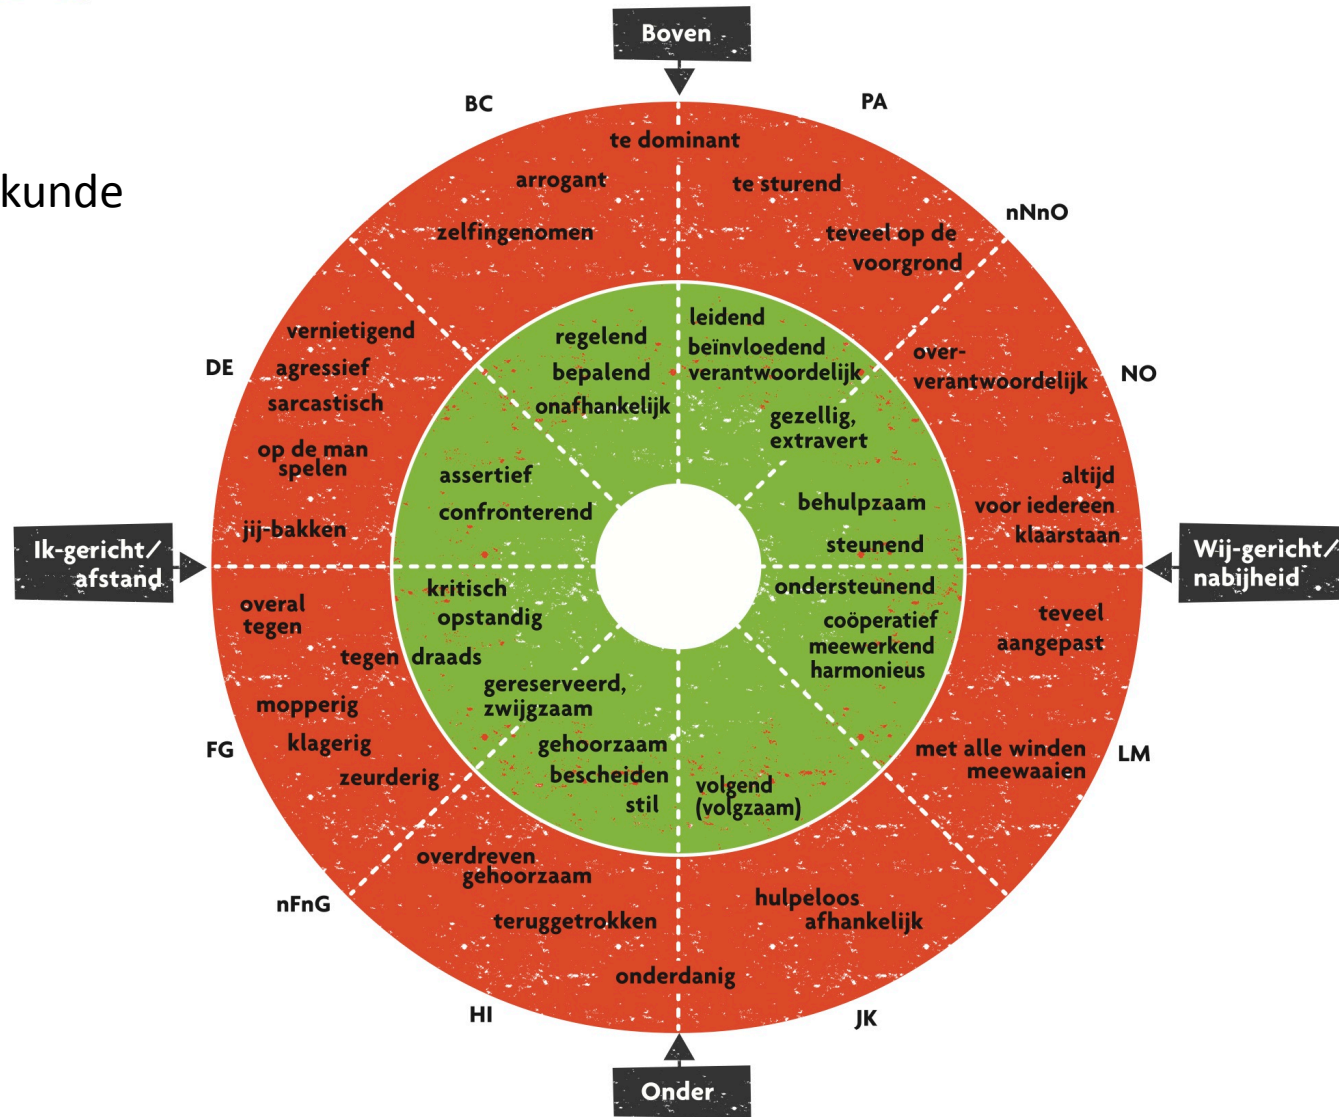 Boven
BC
PA
te dominant
arrogant
te sturend
kunde
nNnO
zelfingenomen
teveel op de
voorgrond
vernietigend
DE
agressief
sarcastisch
op de man
spelen
jij-bakken
regelend
bepalend
onafhankelijk
leidend
beïnvloedend
verantwoordelijk
over-
verantwoordelijk
NO
gezellig,
extravert
assertief
confronterend
behulpzaam
steunend
altijd
voor iedereen
klaarstaan
Ik-gericht/
afstand
Wij-gericht/
nabijheid
overal
tegen
kritisch
opstandig
tegen draads
ondersteunend
coöperatief
meewerkend
harmonieus
teveel
aangepast
gereserveerd,
zwijgzaam
mopperig
klagerig
zeurderig
FG
gehoorzaam
bescheiden
stil
volgend
(volgzaam)
met alle winden
meewaaien
LM
overdreven
gehoorzaam
teruggetrokken
hulpeloos
afhankelijk
nFnG
onderdanig
HI
JK
Onder